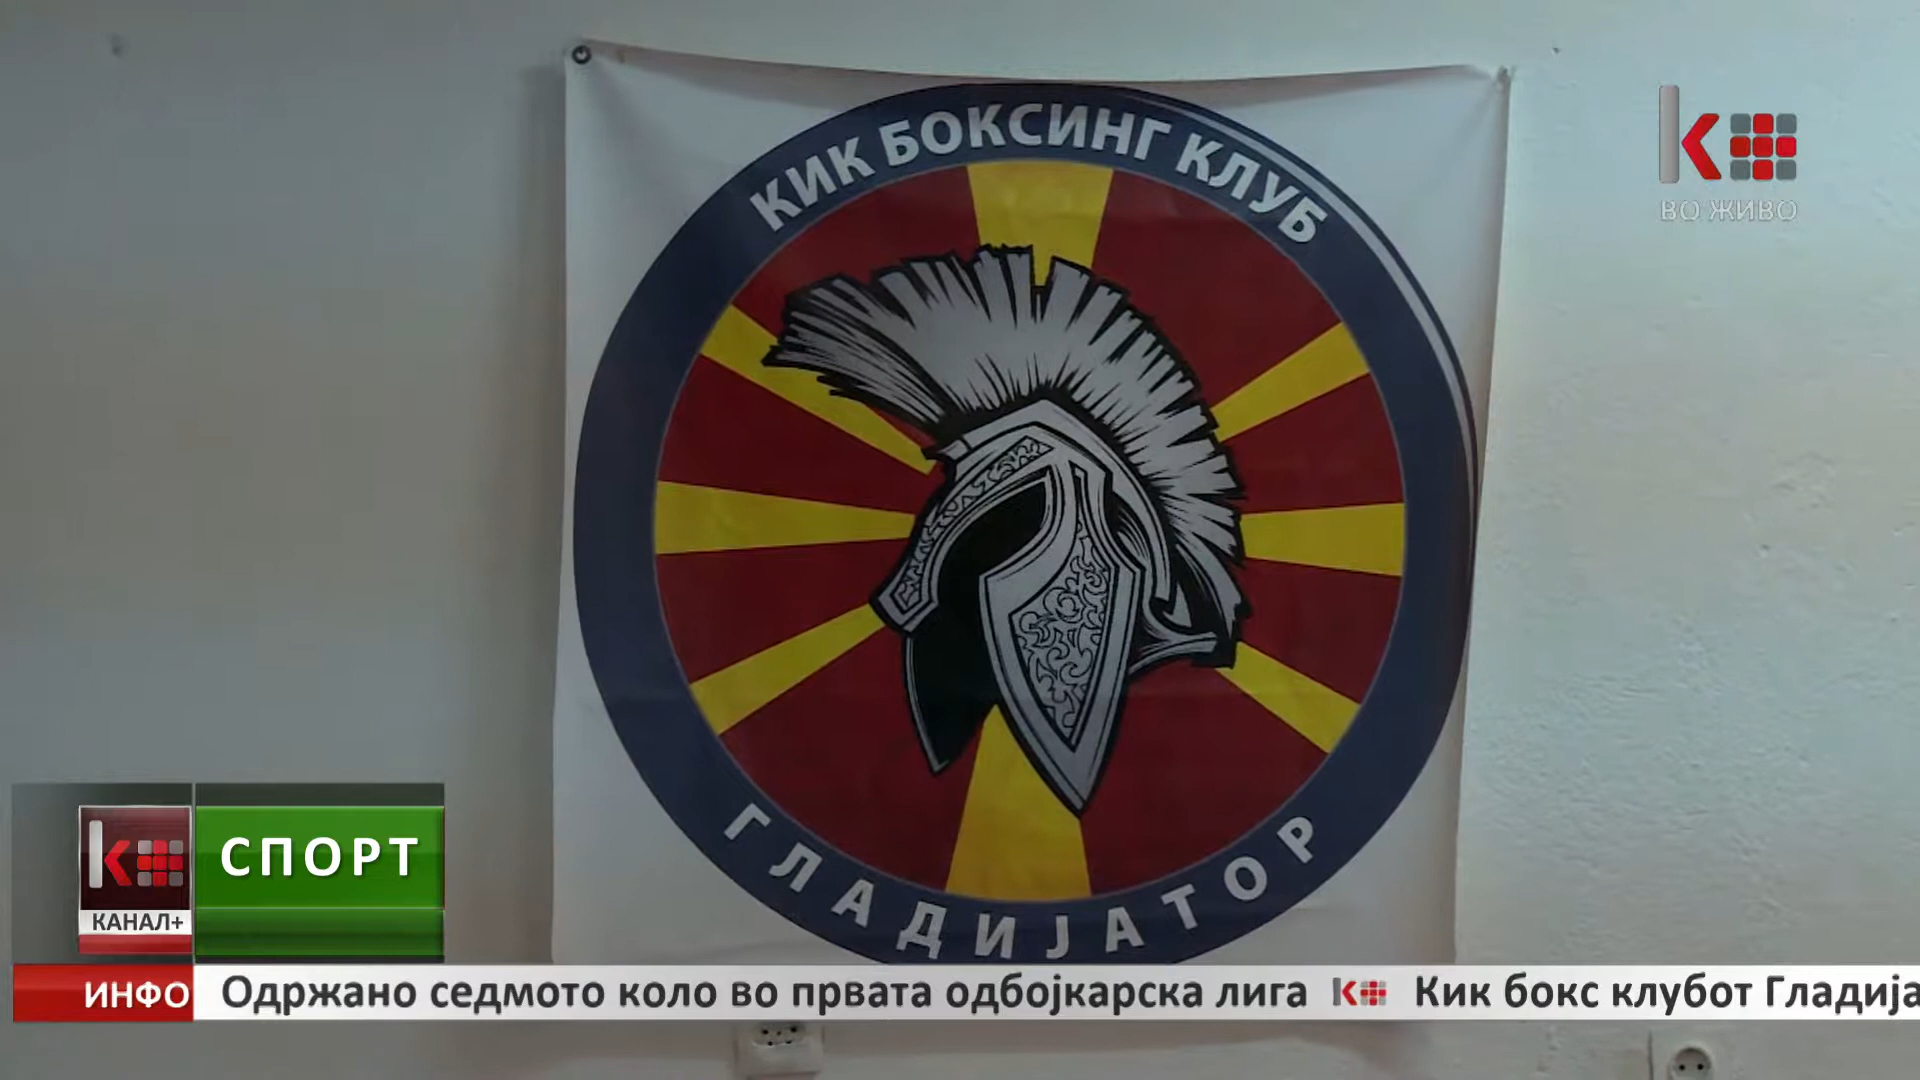 КИК БОКСИНГ КЛУБ
ВО ЖИВО
ГЛАДИЈАТОР
СПОРТ
КАНАЛ+
ИНФО
Одржано седмото коло во првата одбојкарска лига
Кик бокс клубот Гладија